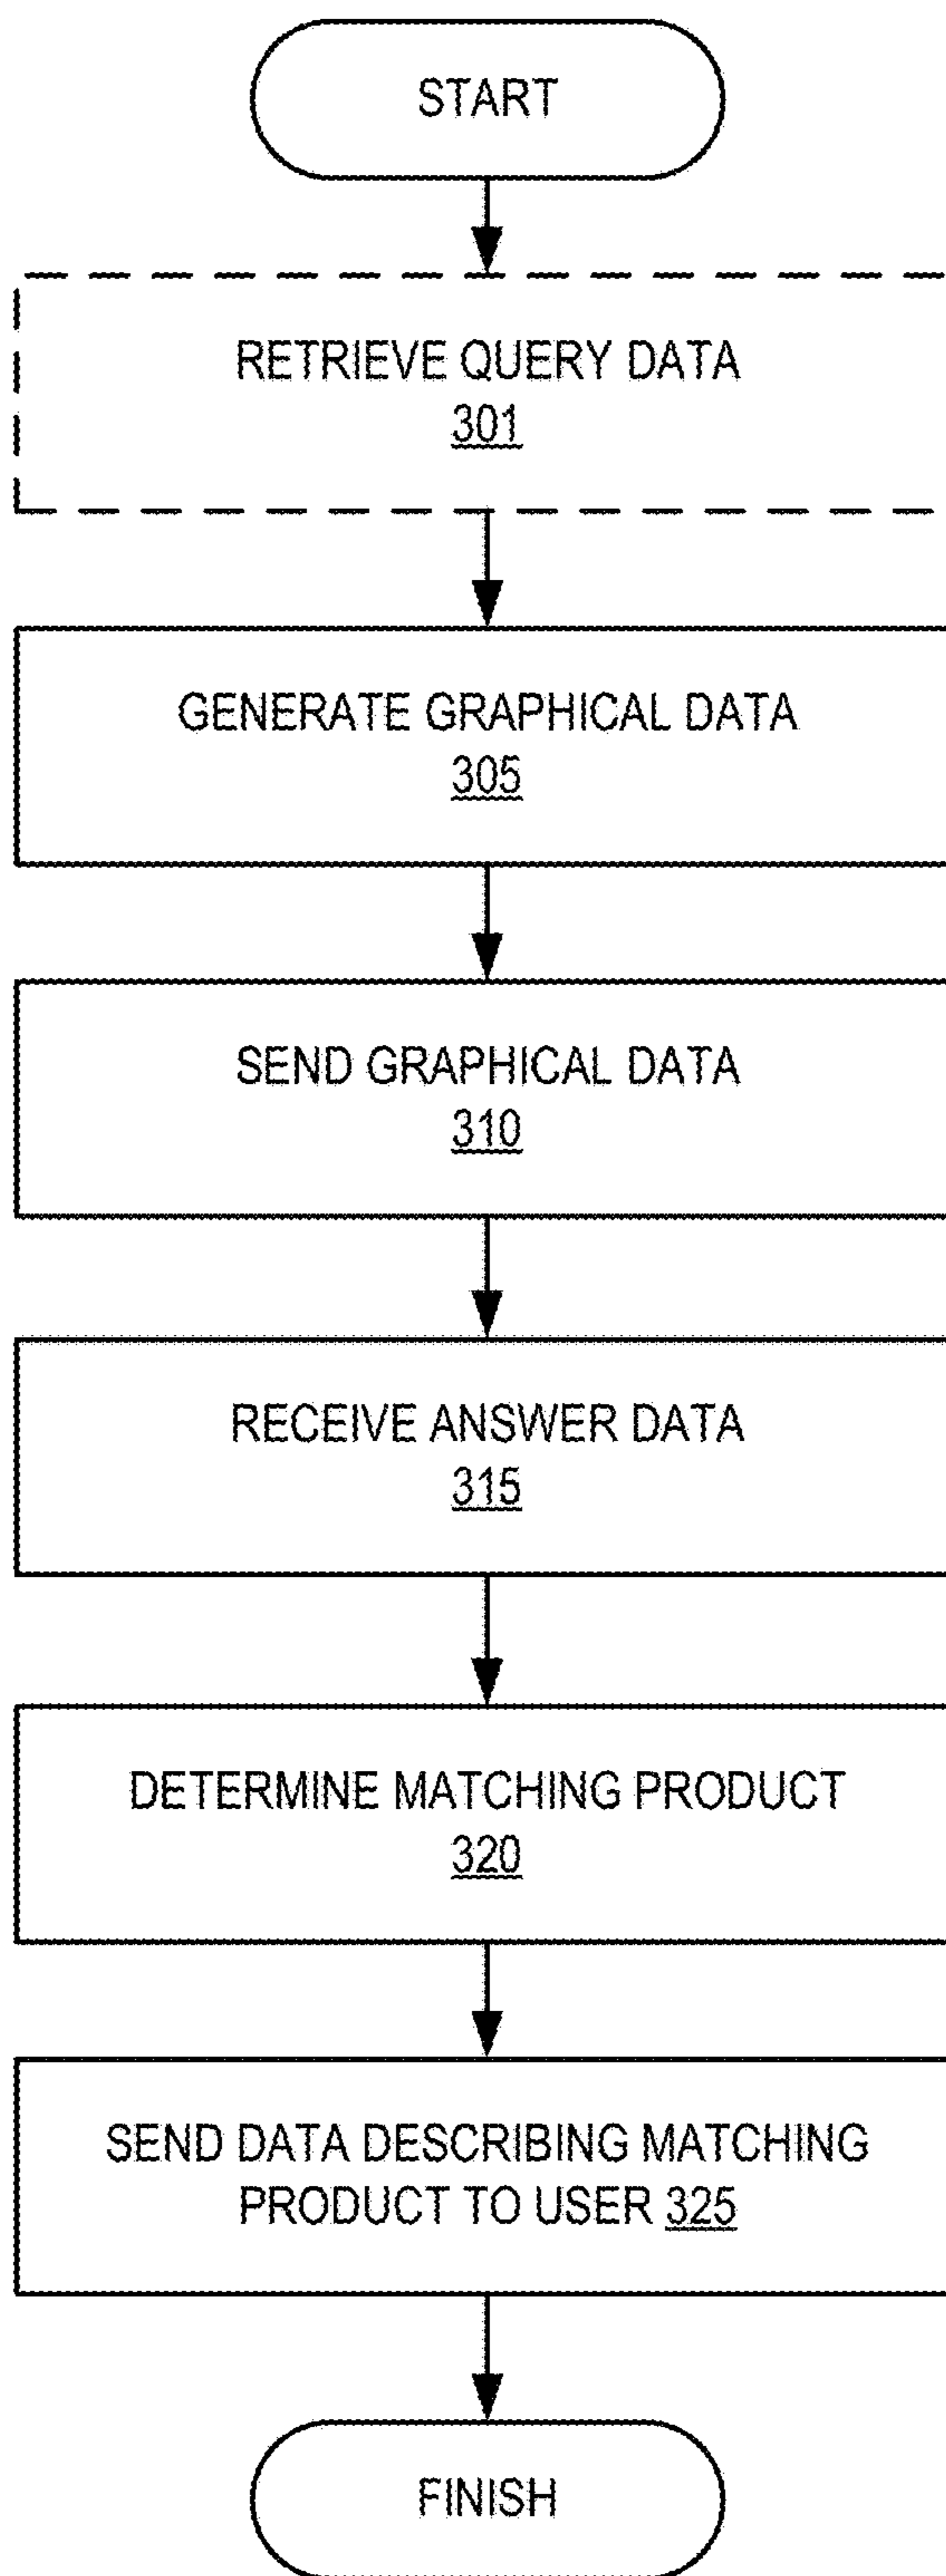 START
RETRIEVE QUERY DATA
301
GENERATE GRAPHICAL DATA
305
SEND GRAPHICAL DATA
310
RECEIVE ANSWER DATA
315
DETERMINE MATCHING PRODUCT
320
SEND DATA DESCRIBING MATCHING
PRODUCT TO USER 325
FINISH